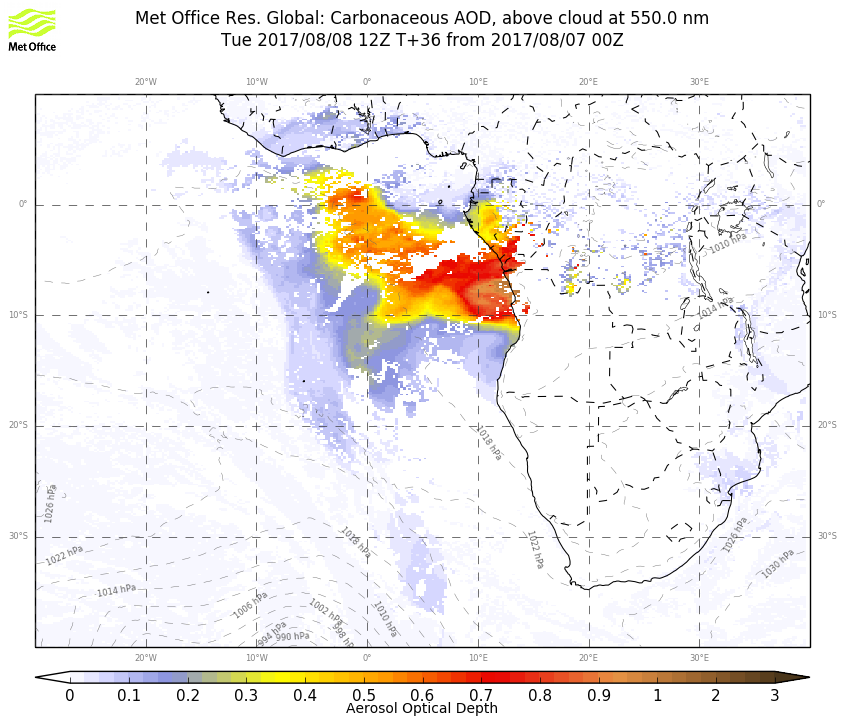 Met Office
Met Office Res. Global: Carbonaceous AOD, above cloud at 550.0 nm
Tue 2017/08/08 12Z T+36 from 2017/08/07 00Z
20°W 10°W 0° 10°E 20°E 30°E
0° 0°
1010 hPa
1014 hPa
10°S 10°S
20°S 20°S
1018 hPa
1026 hPa
30°S 30°S
1018 hPa
1022 hPa
1026 hPa
1022 hPa
1030 hPa
1014 hPa
1006 hPa
1002 hPa
1010 hPa
994 hPa
990 hPa
998 hPa
20°W 10°W 0° 10°E 20°E 30°E
0 0.1 0.2 0.3 0.4 0.5 0.6 0.7 0.8 0.9 1 2 3
Aerosol Optical Depth